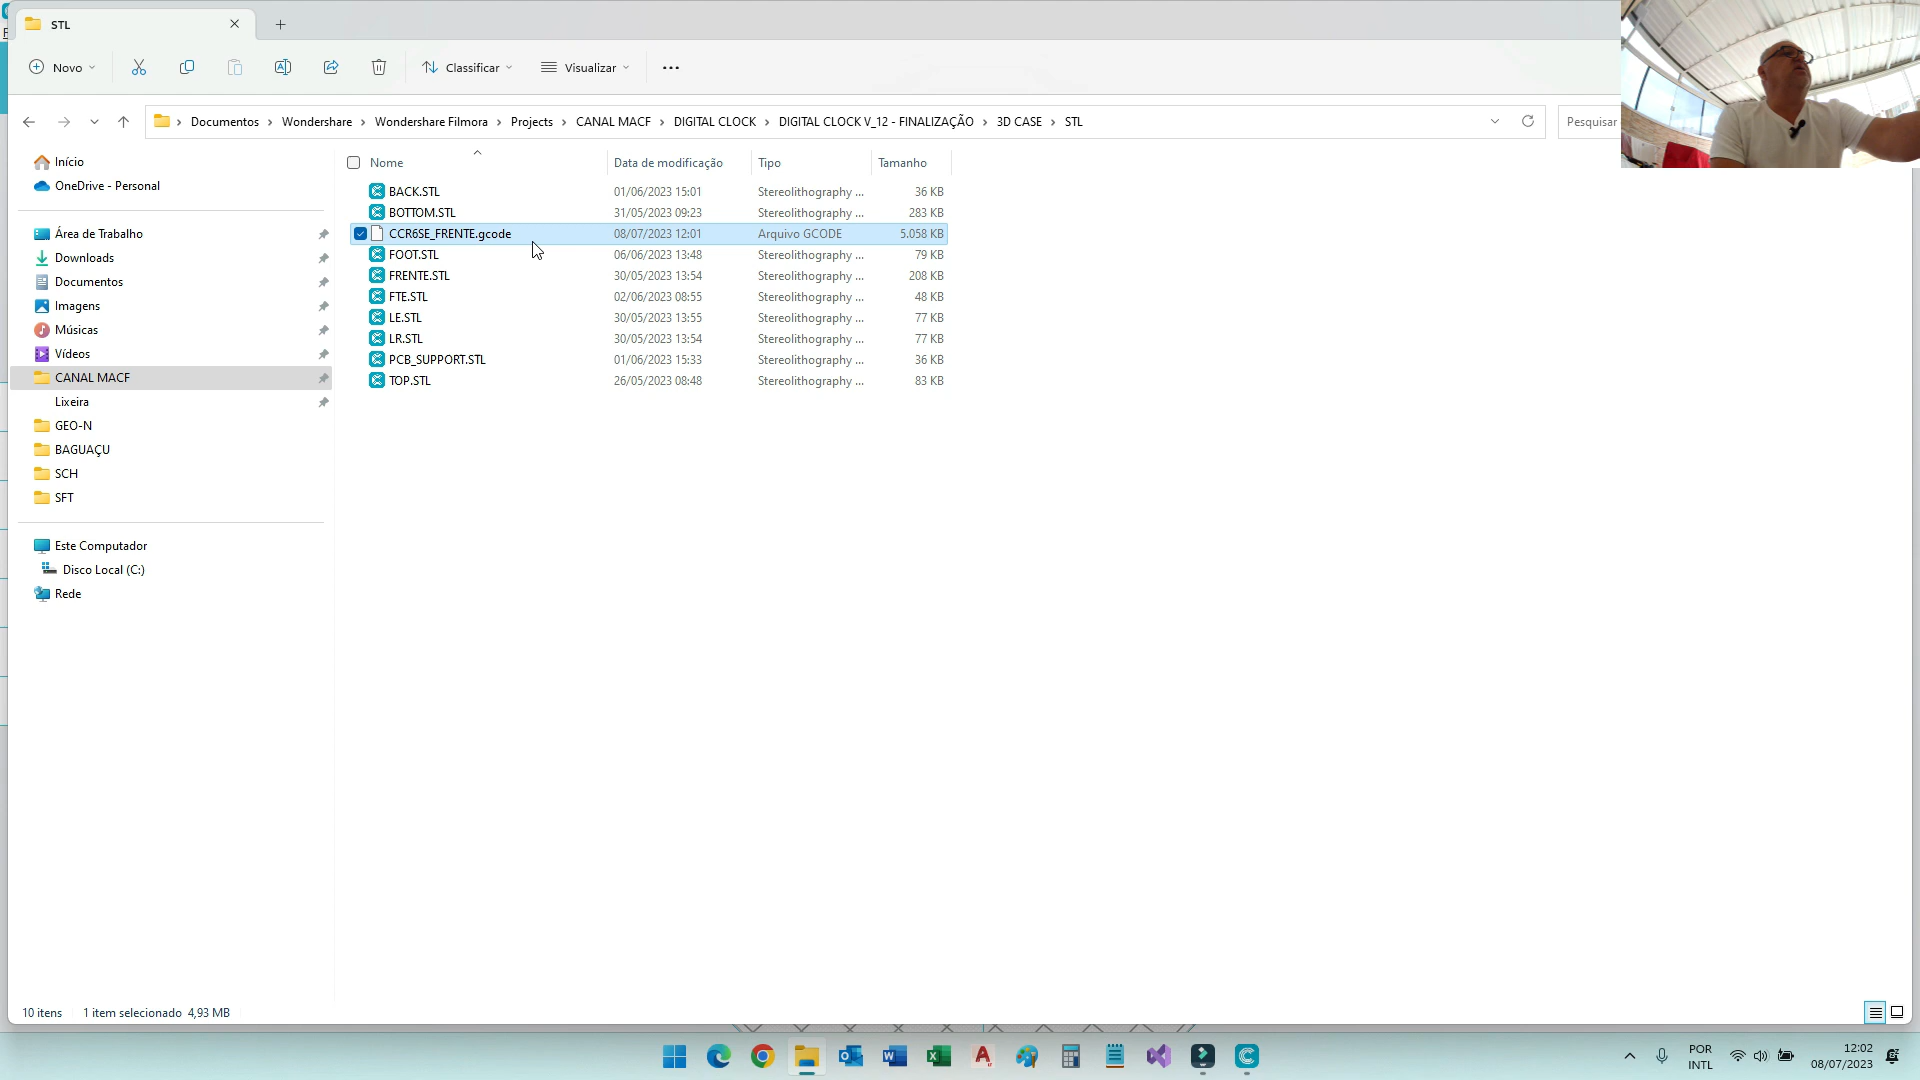 STL
Novo
Classificar
Visualizar
Documentos > Wondershare > Wondershare Filmora > Projects > CANAL MACF > DIGITAL CLOCK > DIGITAL CLOCK V_12 - FINALIZAÇÃO > 3D CASE > STL
Pesquisar
Início
OneDrive - Personal
Área de Trabalho
Downloads
Documentos
Imagens
Músicas
Vídeos
CANAL MACF
Lixeira
GEO-N
BAGUAÇU
SCH
SFT
Este Computador
Disco Local (C:)
Rede
Nome Data de modificação Tipo Tamanho
BACK.STL 01/06/2023 15:01 Stereolithography ... 36 KB
BOTTOM.STL 31/05/2023 09:23 Stereolithography ... 283 KB
CCR6SE_FRENTE.gcode 08/07/2023 12:01 Arquivo GCODE 5.058 KB
FOOT.STL 06/06/2023 13:48 Stereolithography ... 79 KB
FRENTE.STL 30/05/2023 13:54 Stereolithography ... 208 KB
FTE.STL 02/06/2023 08:55 Stereolithography ... 48 KB
LE.STL 30/05/2023 13:55 Stereolithography ... 77 KB
LR.STL 30/05/2023 13:54 Stereolithography ... 77 KB
PCB_SUPPORT.STL 01/06/2023 15:33 Stereolithography ... 36 KB
TOP.STL 26/05/2023 08:48 Stereolithography ... 83 KB
10 itens 1 item selecionado 4,93 MB
POR
INTL
12:02
08/07/2023